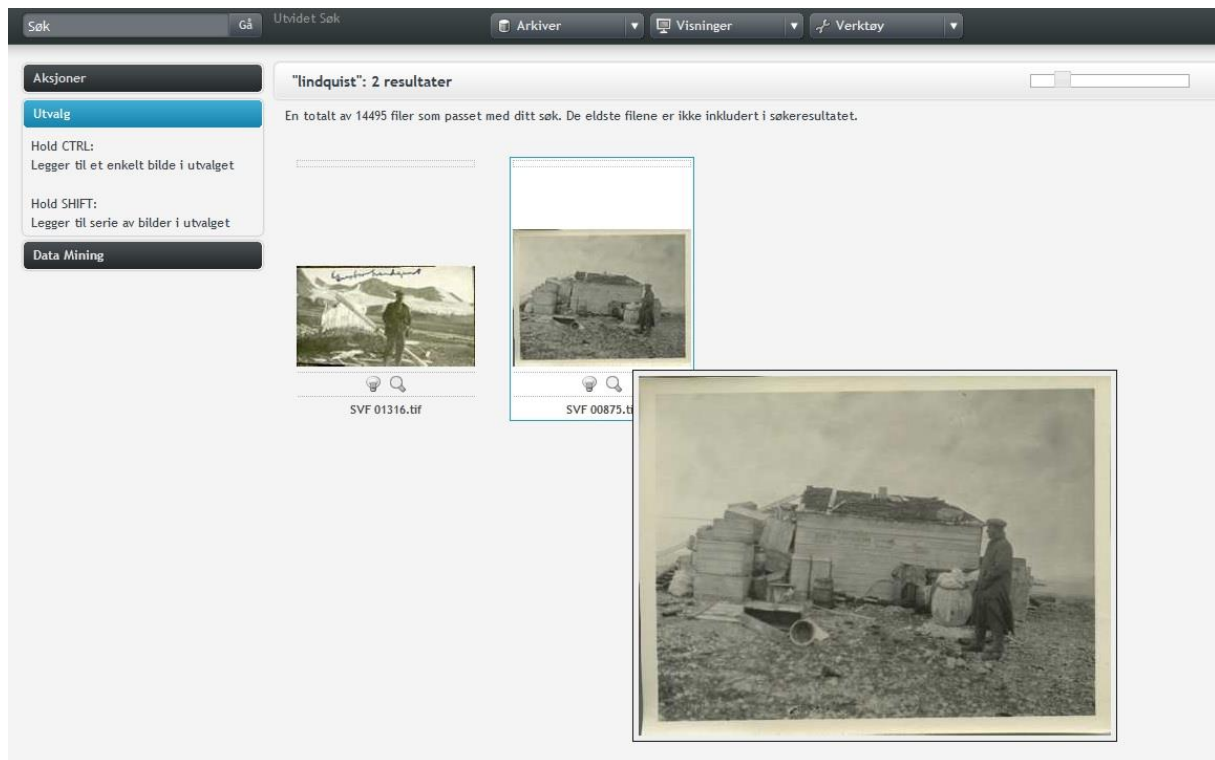 Søk
Gå
Utvidet Søk
Arkiver
Visninger
Verktøy
Aksjoner
Utvalg
Hold CTRL:
Legger til et enkelt bilde i utvalget
Hold SHIFT:
Legger til serie av bilder i utvalget
Data Mining
"lindquist": 2 resultater
En totalt av 14495 filer som passet med ditt søk. De eldste filene er ikke inkludert i søkeresultatet.
SVF 01316.tif
SVF 00875.ti